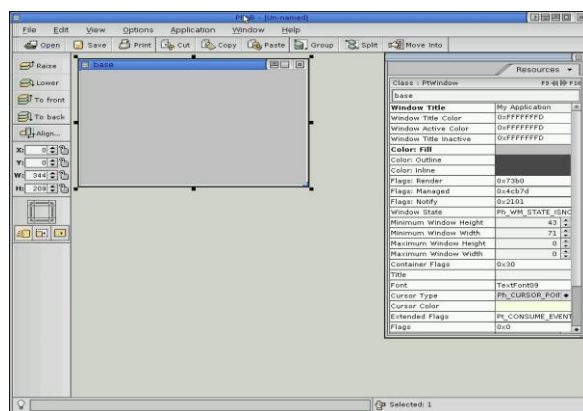 PhAB - [Un-named]
File Edit View Options Application Window Help
Open Save Print Cut Copy Paste Group Split Move Into
Raise
Lower
To front
To back
Align...
X: 0
Y: 0
W: 344
H: 209
base
Resources
Class : PtWindow F9 F10
base
Window Title My Application
Window Title Color 0xFFFFFFFD
Window Active Color 0xFFFFFFFD
Window Title Inactive 0xFFFFFFFD
Color: Fill
Color: Outline
Color: Inline
Flags: Render 0x73b0
Flags: Managed 0x4cb7d
Flags: Notify 0x2101
Window State Ph_WM_STATE_ISNO
Minimum Window Height 43
Minimum Window Width 71
Maximum Window Height 0
Maximum Window Width 0
Container Flags 0x30
Title
Font TextFont09
Cursor Type Ph_CURSOR_POI
Cursor Color
Extended Flags Pt_CONSUME_EVENT
Flags 0x0
Selected: 1